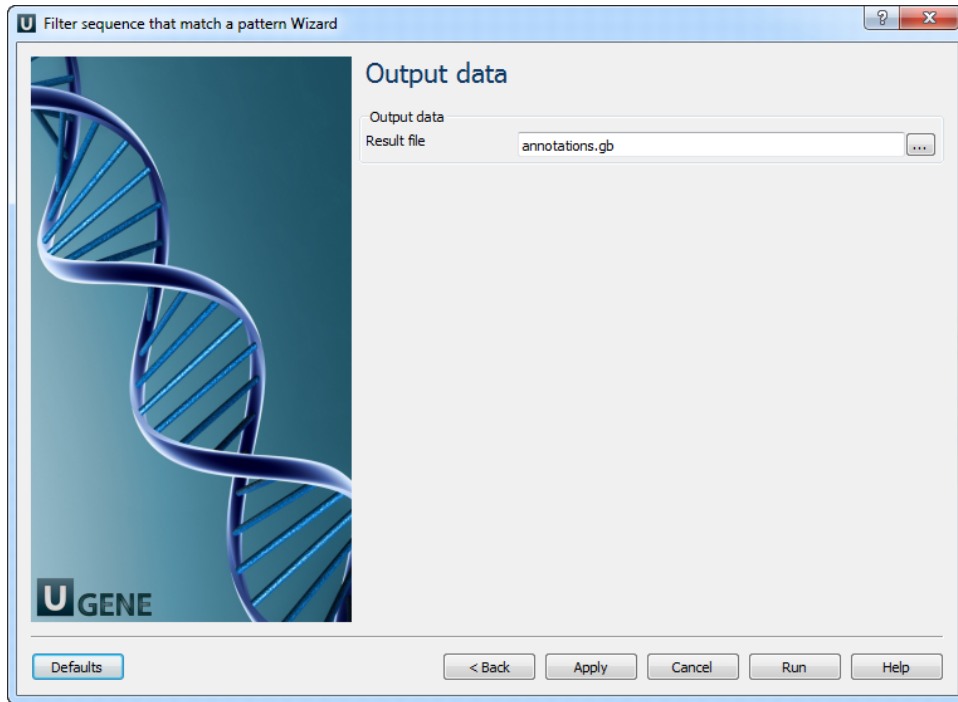 U Filter sequence that match a pattern Wizard
Output data
Output data
Result file annotations.gb ...
U GENE
Defaults < Back Apply Cancel Run Help